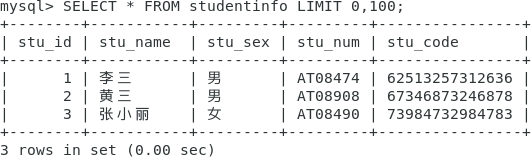 mysql> SELECT * FROM studentinfo LIMIT 0,100;
+--------+----------+---------+---------+----------------+
| stu_id | stu_name | stu_sex | stu_num | stu_code       |
+--------+----------+---------+---------+----------------+
|      1 | 李三     | 男      | AT08474 | 62513257312636 |
|      2 | 黄三     | 男      | AT08908 | 67346873246878 |
|      3 | 张小丽   | 女      | AT08490 | 73984732984783 |
+--------+----------+---------+---------+----------------+
3 rows in set (0.00 sec)